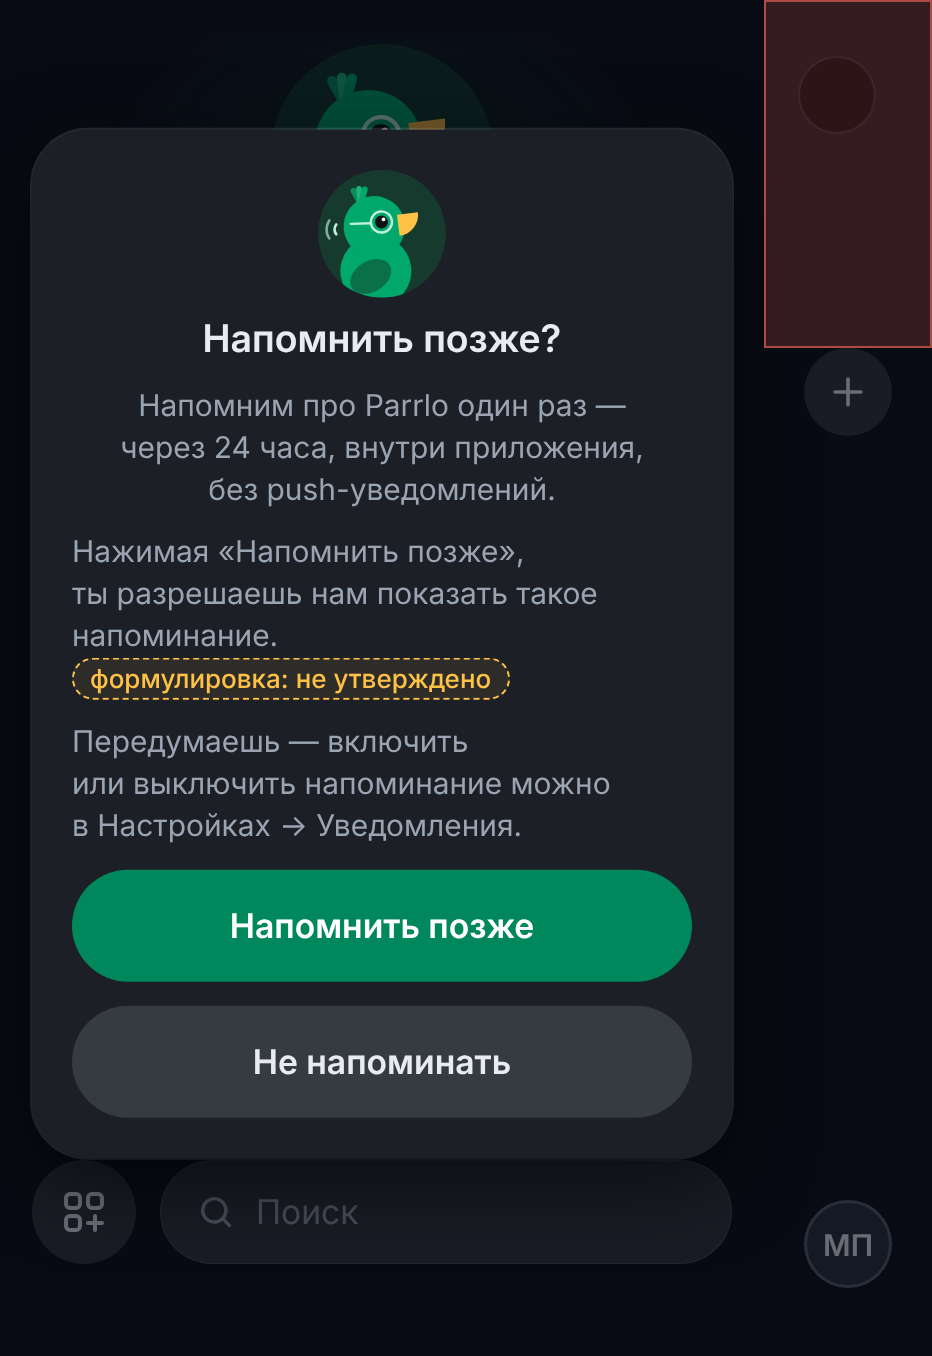 Напомнить позже?
Напомним про Parrlo один раз —
через 24 часа, внутри приложения,
без push-уведомлений.
Нажимая «Напомнить позже»,
ты разрешаешь нам показать такое
напоминание.
формулировка: не утверждено
Передумаешь — включить
или выключить напоминание можно
в Настройках → Уведомления.
Напомнить позже
Не напоминать
Поиск
МП